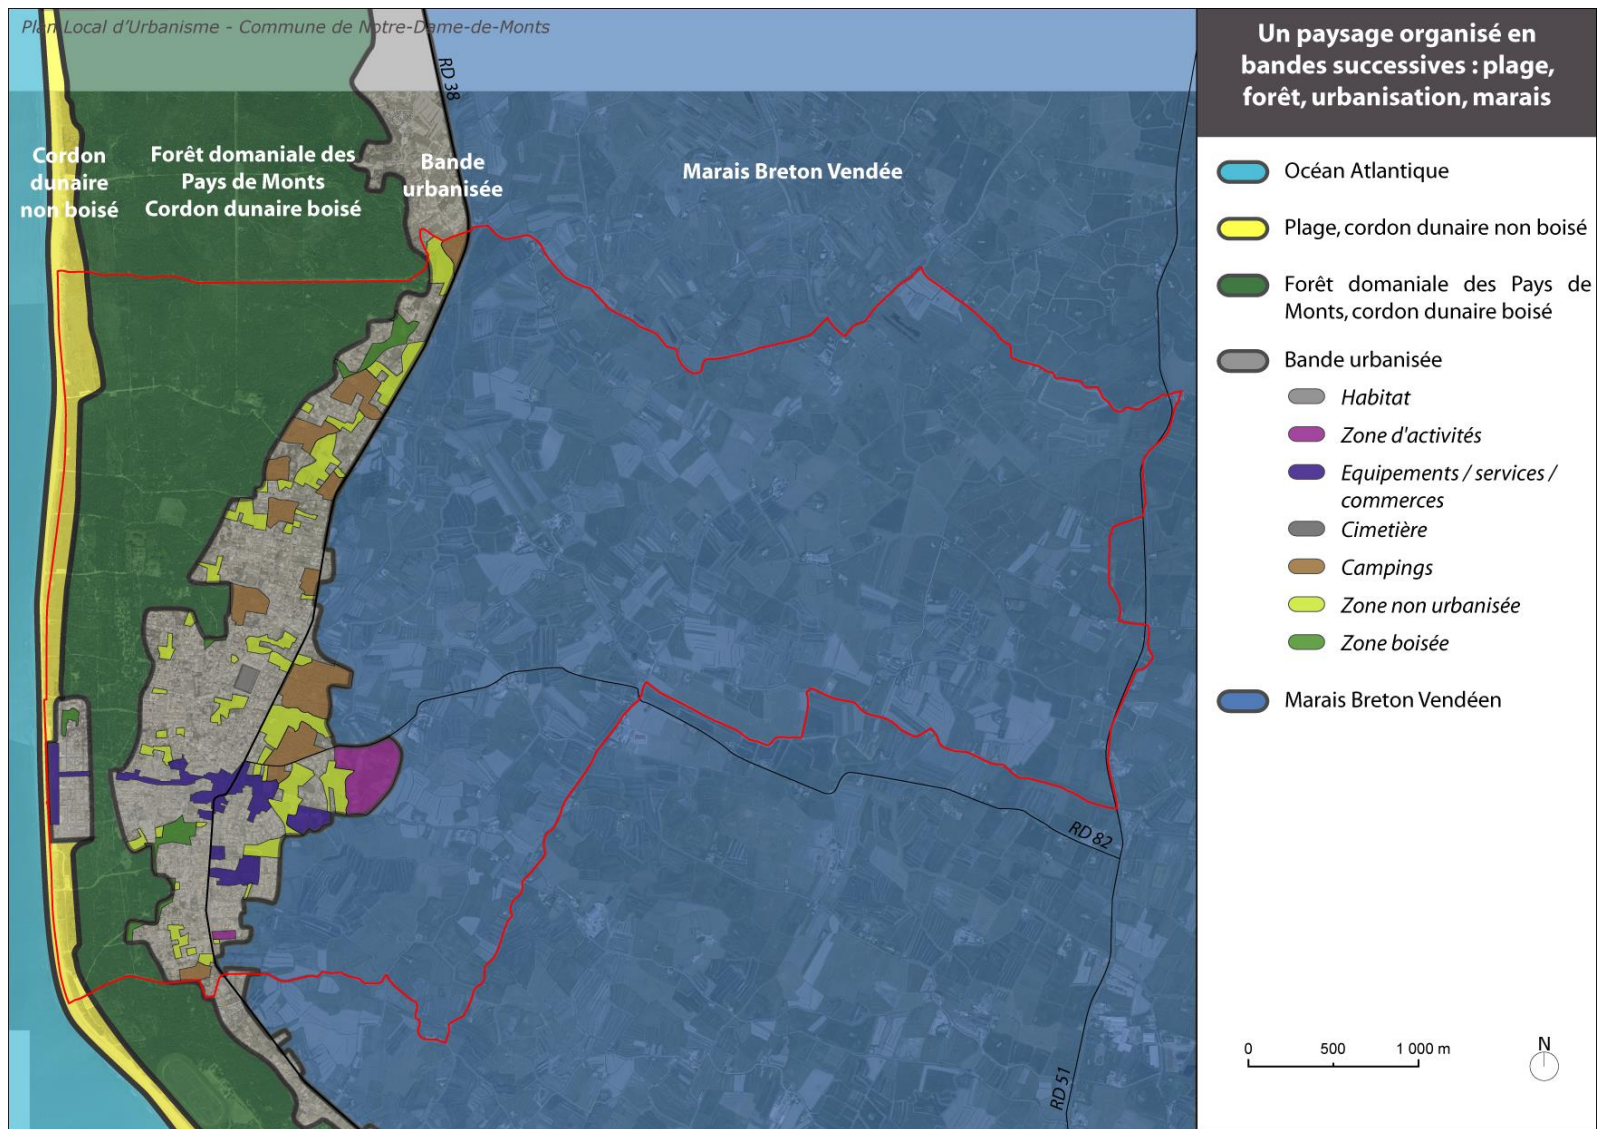 Plan Local d'Urbanisme - Commune de Notre-Dame-de-Monts
RD 38
Cordon
dunaire
non boisé
Forêt domaniale des
Pays de Monts
Cordon dunaire boisé
Bande
urbanisée
Marais Breton Vendée
RD 82
RD 51
Un paysage organisé en
bandes successives : plage,
forêt, urbanisation, marais
Océan Atlantique
Plage, cordon dunaire non boisé
Forêt domaniale des Pays de
Monts, cordon dunaire boisé
Bande urbanisée
Habitat
Zone d'activités
Equipements / services /
commerces
Cimetière
Campings
Zone non urbanisée
Zone boisée
Marais Breton Vendéen
0 500 1 000 m
N